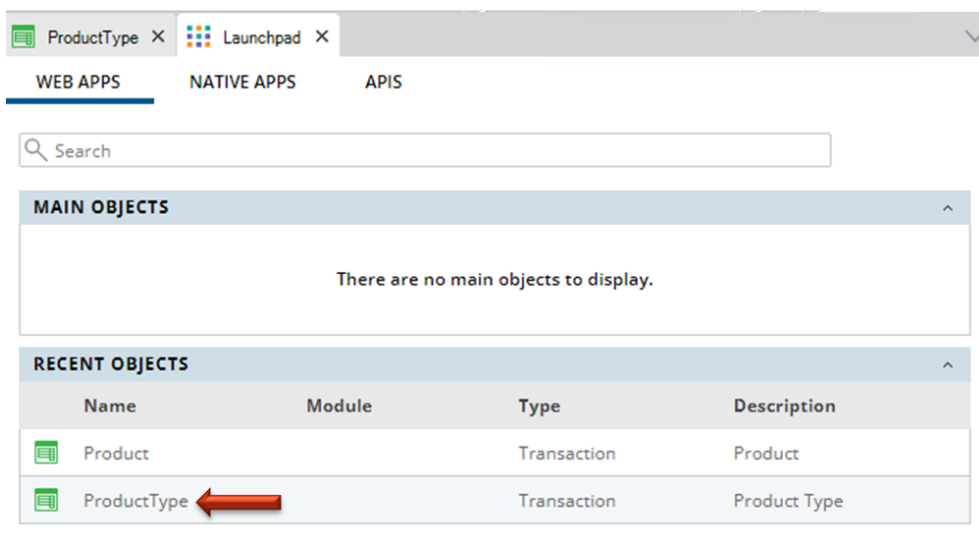 ProductType Launchpad
WEB APPS NATIVE APPS APIS
Search
MAIN OBJECTS
There are no main objects to display.
RECENT OBJECTS
Name Module Type Description
Product Transaction Product
ProductType Transaction Product Type